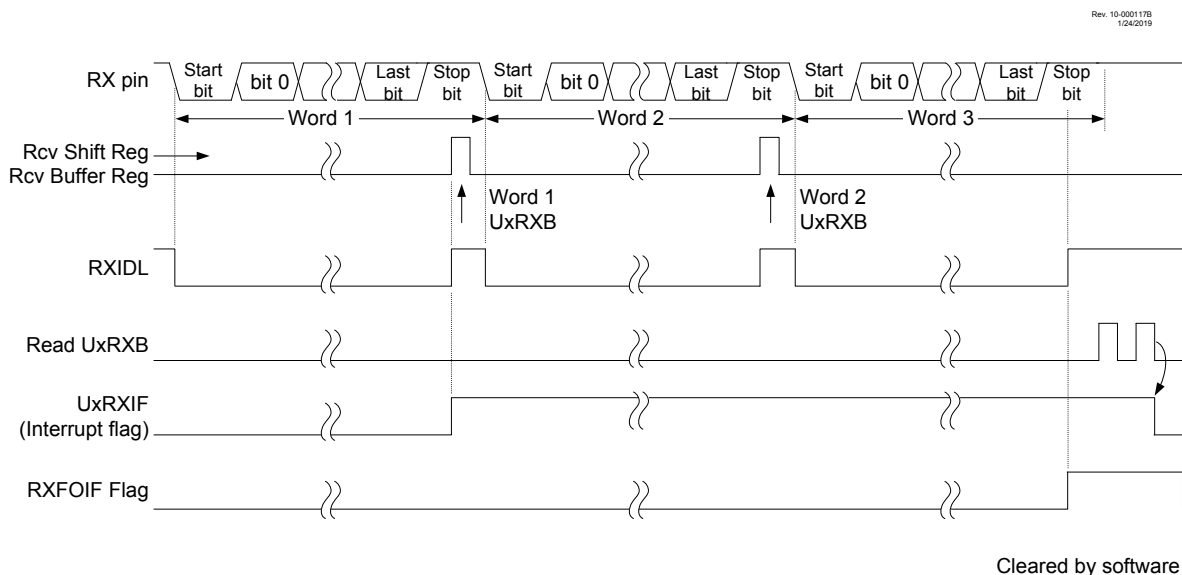 Rev. 10-000117B
1/24/2019
RX pin
Start bit
bit 0
Last bit
Stop bit
Start bit
bit 0
Last bit
Stop bit
Start bit
bit 0
Last bit
Stop bit
Word 1
Word 2
Word 3
Rcv Shift Reg
Rcv Buffer Reg
Word 1
UxRXB
Word 2
UxRXB
RXIDL
Read UxRXB
UxRXIF
(Interrupt flag)
RXFOIF Flag
Cleared by software